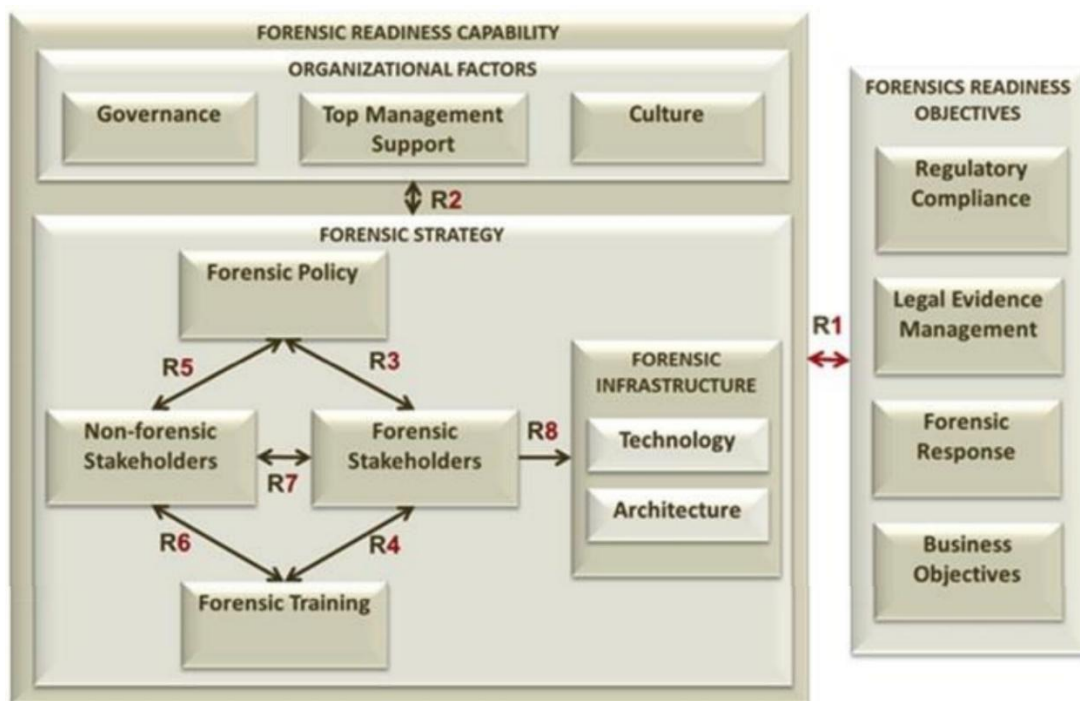 FORENSIC READINESS CAPABILITY
ORGANIZATIONAL FACTORS
Governance
Top Management
Support
Culture
R2
FORENSIC STRATEGY
Forensic Policy
R5
R3
Non-forensic
Stakeholders
R7
Forensic
Stakeholders
R8
R6
R4
Forensic Training
FORENSIC
INFRASTRUCTURE
Technology
Architecture
R1
FORENSICS READINESS
OBJECTIVES
Regulatory
Compliance
Legal Evidence
Management
Forensic
Response
Business
Objectives